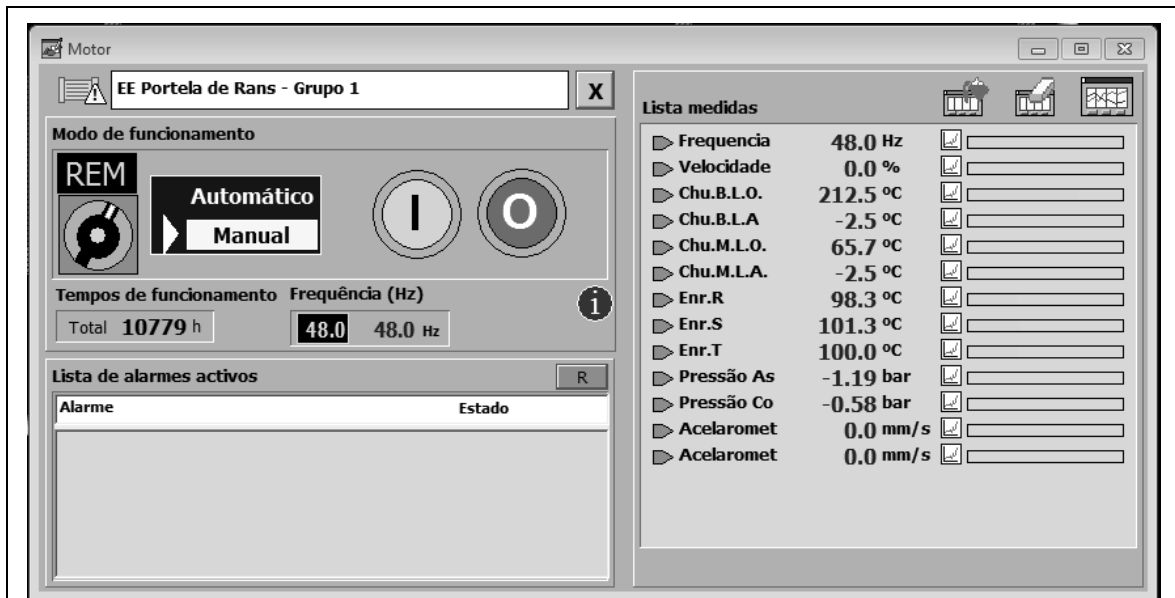 Motor
EE Portela de Rans - Grupo 1
X
Modo de funcionamento
REM
Automático
Manual
I
O
Tempos de funcionamento
Total 10779 h
Frequência (Hz)
48.0 48.0 Hz
i
Lista de alarmes activos
R
Alarme Estado
Lista medidas
Frequencia 48.0 Hz
Velocidade 0.0 %
Chu.B.L.O. 212.5 ºC
Chu.B.L.A -2.5 ºC
Chu.M.L.O. 65.7 ºC
Chu.M.L.A. -2.5 ºC
Enr.R 98.3 ºC
Enr.S 101.3 ºC
Enr.T 100.0 ºC
Pressão As -1.19 bar
Pressão Co -0.58 bar
Acelaromet 0.0 mm/s
Acelaromet 0.0 mm/s